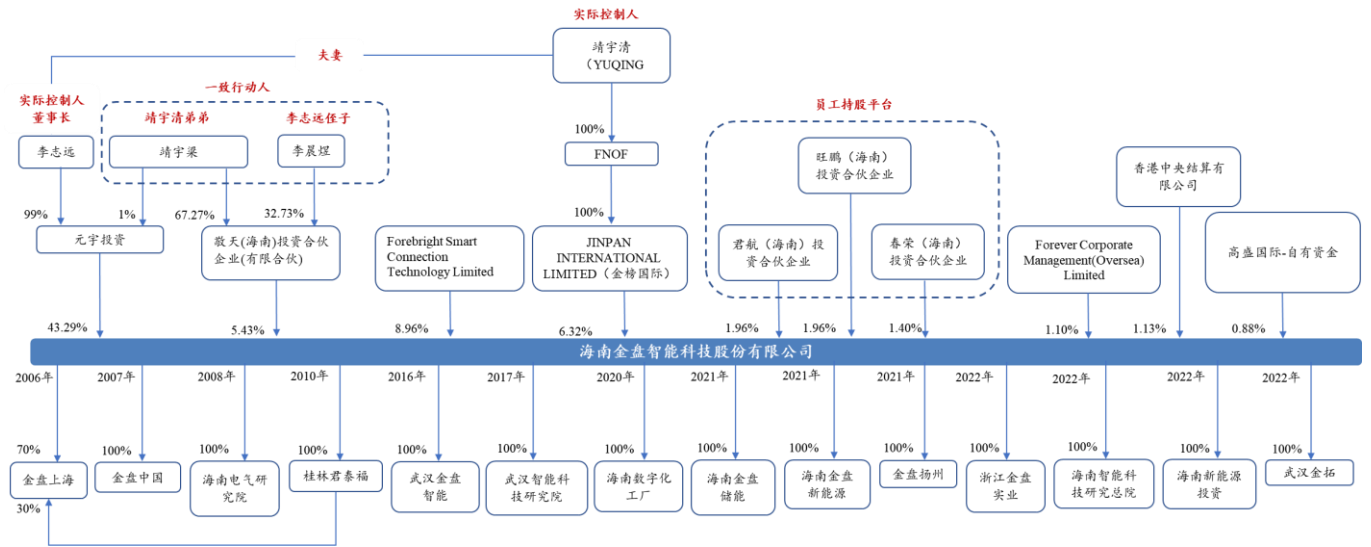 实际控制人
靖宇清
（YUQING
夫妻
一致行动人
实际控制人
董事长
靖宇清弟弟
李志远侄子
员工持股平台
李志远
靖宇梁
李晨煜
100%
FNOF
旺鹏（海南）
投资合伙企业
香港中央结算有
限公司
99%
1%
67.27%
32.73%
100%
元宇投资
敬天(海南)投资合伙
企业(有限合伙)
Forebright Smart
Connection
Technology Limited
JINPAN
INTERNATIONAL
LIMITED（金榜国际）
君航（海南）投
资合伙企业
春荣（海南）
投资合伙企业
Forever Corporate
Management(Oversea)
Limited
高盛国际-自有资金
43.29%
5.43%
8.96%
6.32%
1.96%
1.96%
1.40%
1.10%
1.13%
0.88%
海南金盘智能科技股份有限公司
2006年
2007年
2008年
2010年
2016年
2017年
2020年
2021年
2021年
2021年
2022年
2022年
2022年
2022年
70%
100%
100%
100%
100%
100%
100%
100%
100%
100%
100%
100%
100%
100%
金盘上海
金盘中国
海南电气研
究院
桂林君泰福
武汉金盘
智能
武汉智能科
技研究院
海南数字化
工厂
海南金盘
储能
海南金盘
新能源
金盘扬州
浙江金盘
实业
海南智能科
技研究总院
海南新能源
投资
武汉金拓
30%